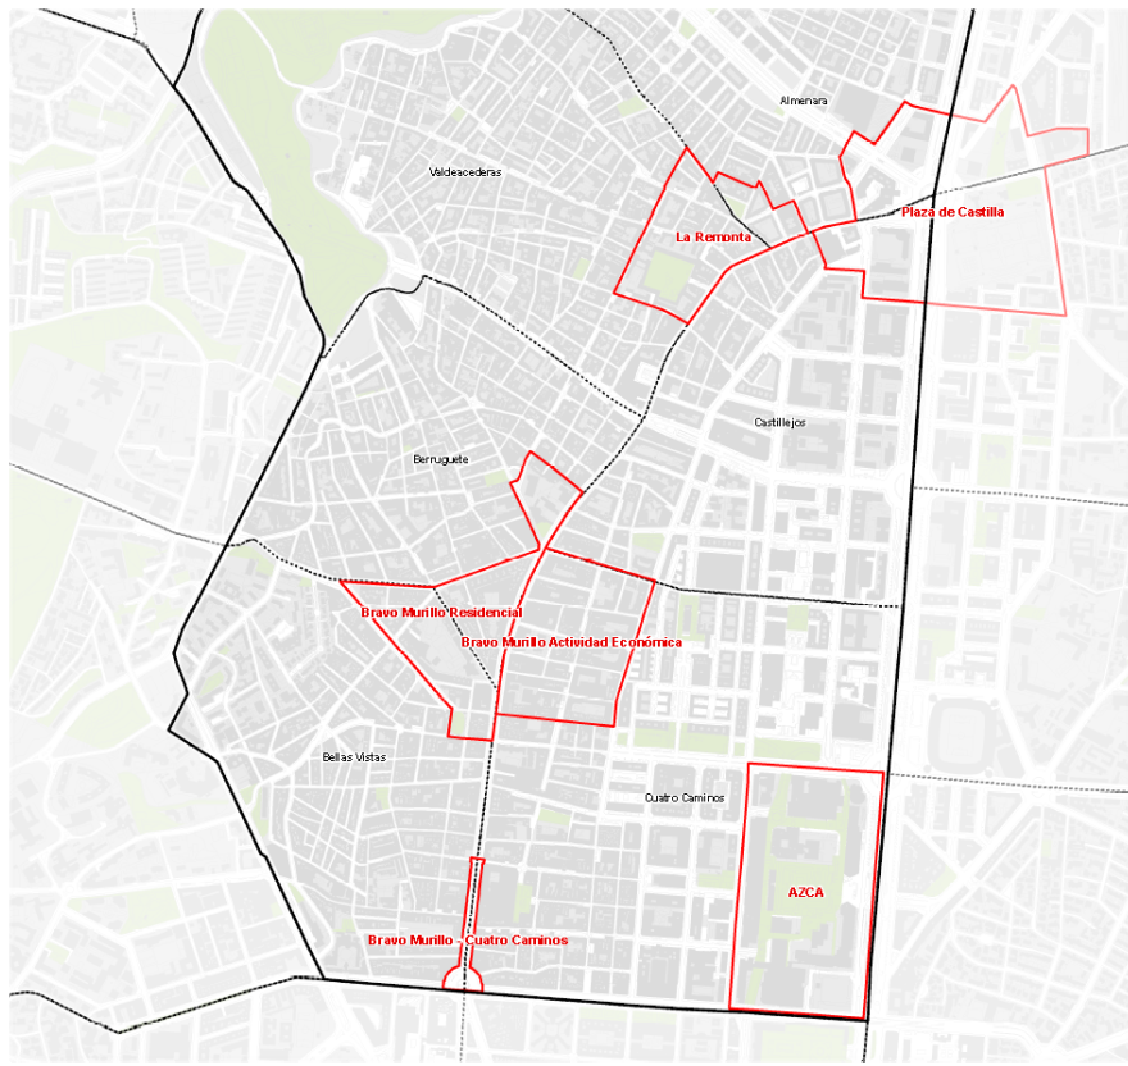 Almenara
Valdeacederas
Plaza de Castilla
La Remonta
Castillejos
Berruguete
Bravo Murillo Residencial
Bravo Murillo Actividad Económica
Bellas Vistas
Cuatro Caminos
AZCA
Bravo Murillo - Cuatro Caminos